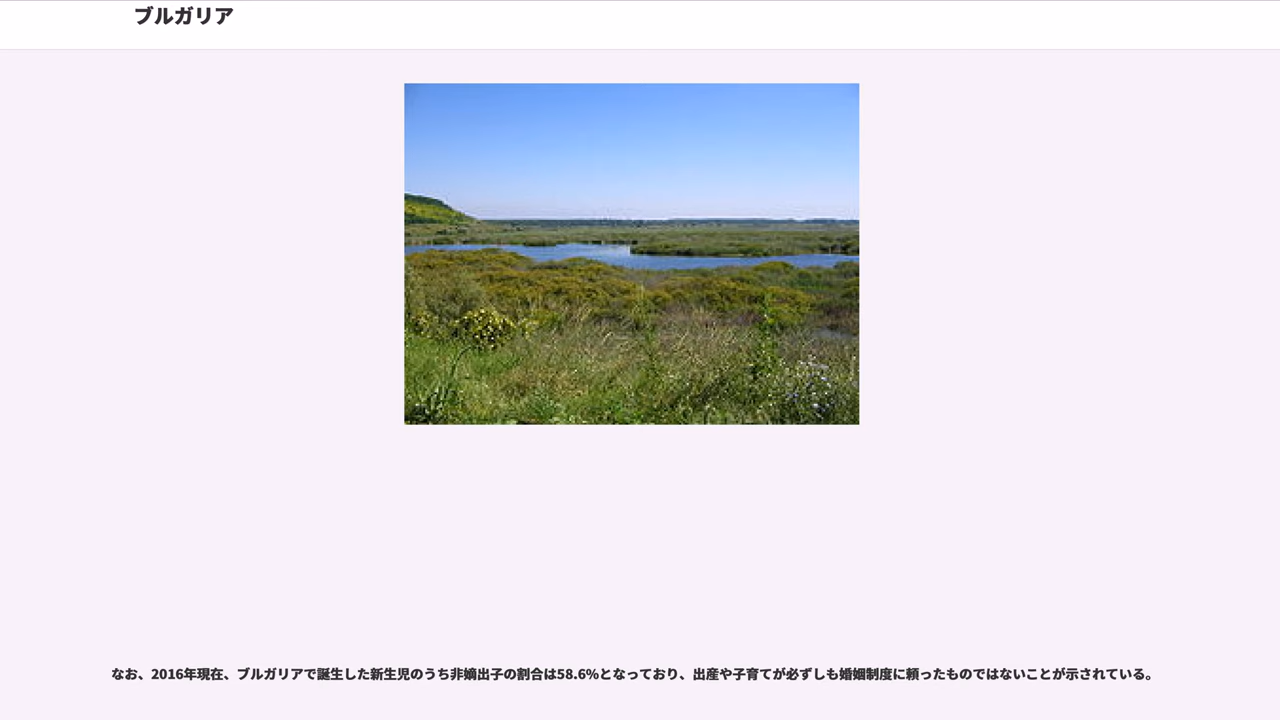 ブルガリア
なお、2016年現在、ブルガリアで誕生した新生児のうち非嫡出子の割合は58.6%となっており、出産や子育てが必ずしも婚姻制度に頼ったものではないことが示されている。